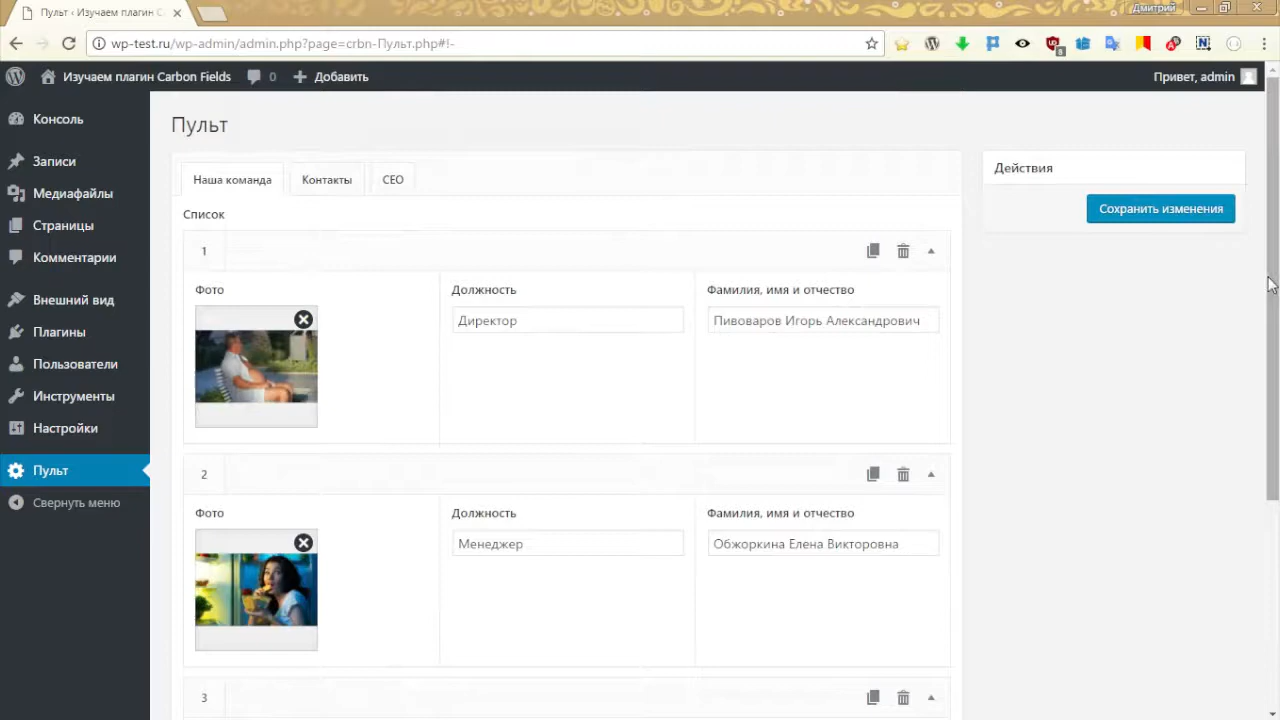 Пульт ‹ Изучаем плагин C
Дмитрий
wp-test.ru/wp-admin/admin.php?page=crbn-Пульт.php#!-
8
Изучаем плагин Carbon Fields
0
Добавить
Привет, admin
Консоль
Записи
Медиафайлы
Страницы
Комментарии
Внешний вид
Плагины
Пользователи
Инструменты
Настройки
Пульт
Свернуть меню
Пульт
Наша команда
Контакты
CEO
Действия
Сохранить изменения
Список
1
Фото
Должность
Фамилия, имя и отчество
Директор
Пивоваров Игорь Александрович
2
Фото
Должность
Фамилия, имя и отчество
Менеджер
Обжоркина Елена Викторовна
3